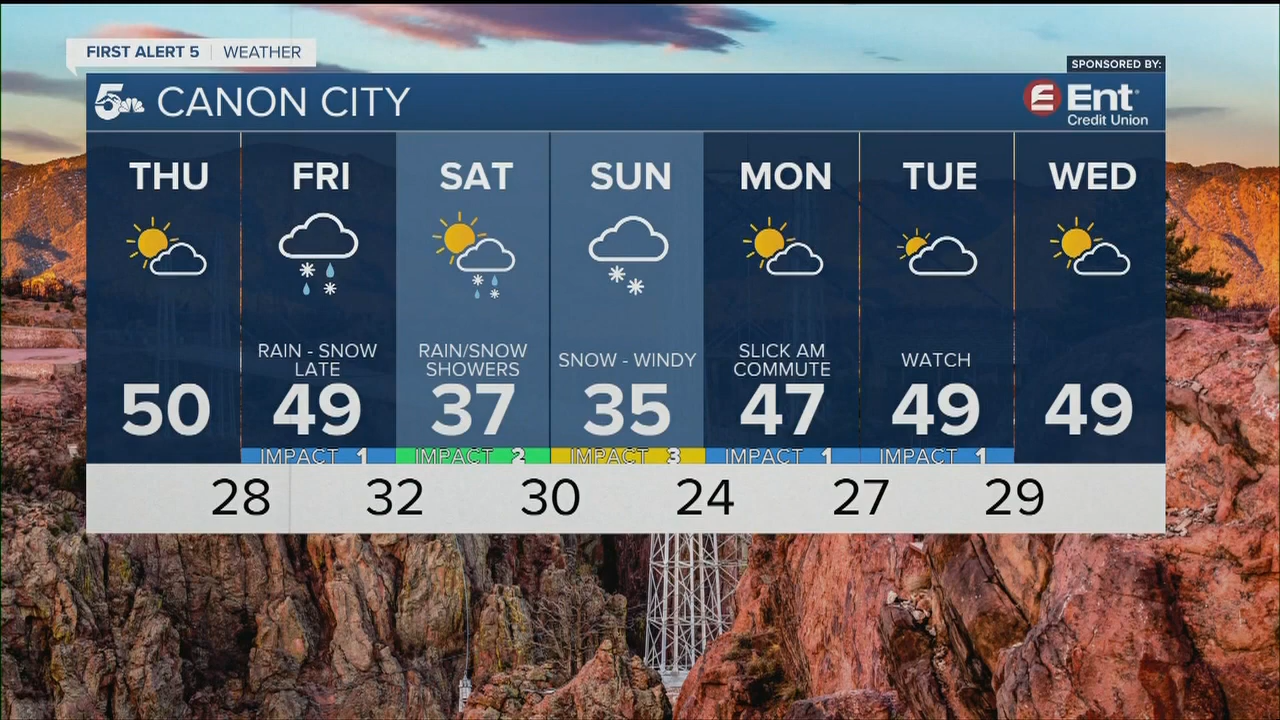 FIRST ALERT 5 | WEATHER
SPONSORED BY:
5 CANON CITY
E Ent
Credit Union
THU FRI SAT SUN MON TUE WED
RAIN - SNOW
LATE
RAIN/SNOW
SHOWERS
SNOW - WINDY
SLICK AM
COMMUTE
WATCH
50 49 37 35 47 49 49
IMPACT 1 IMPACT 2 IMPACT 3 IMPACT 1 IMPACT 1
28 32 30 24 27 29